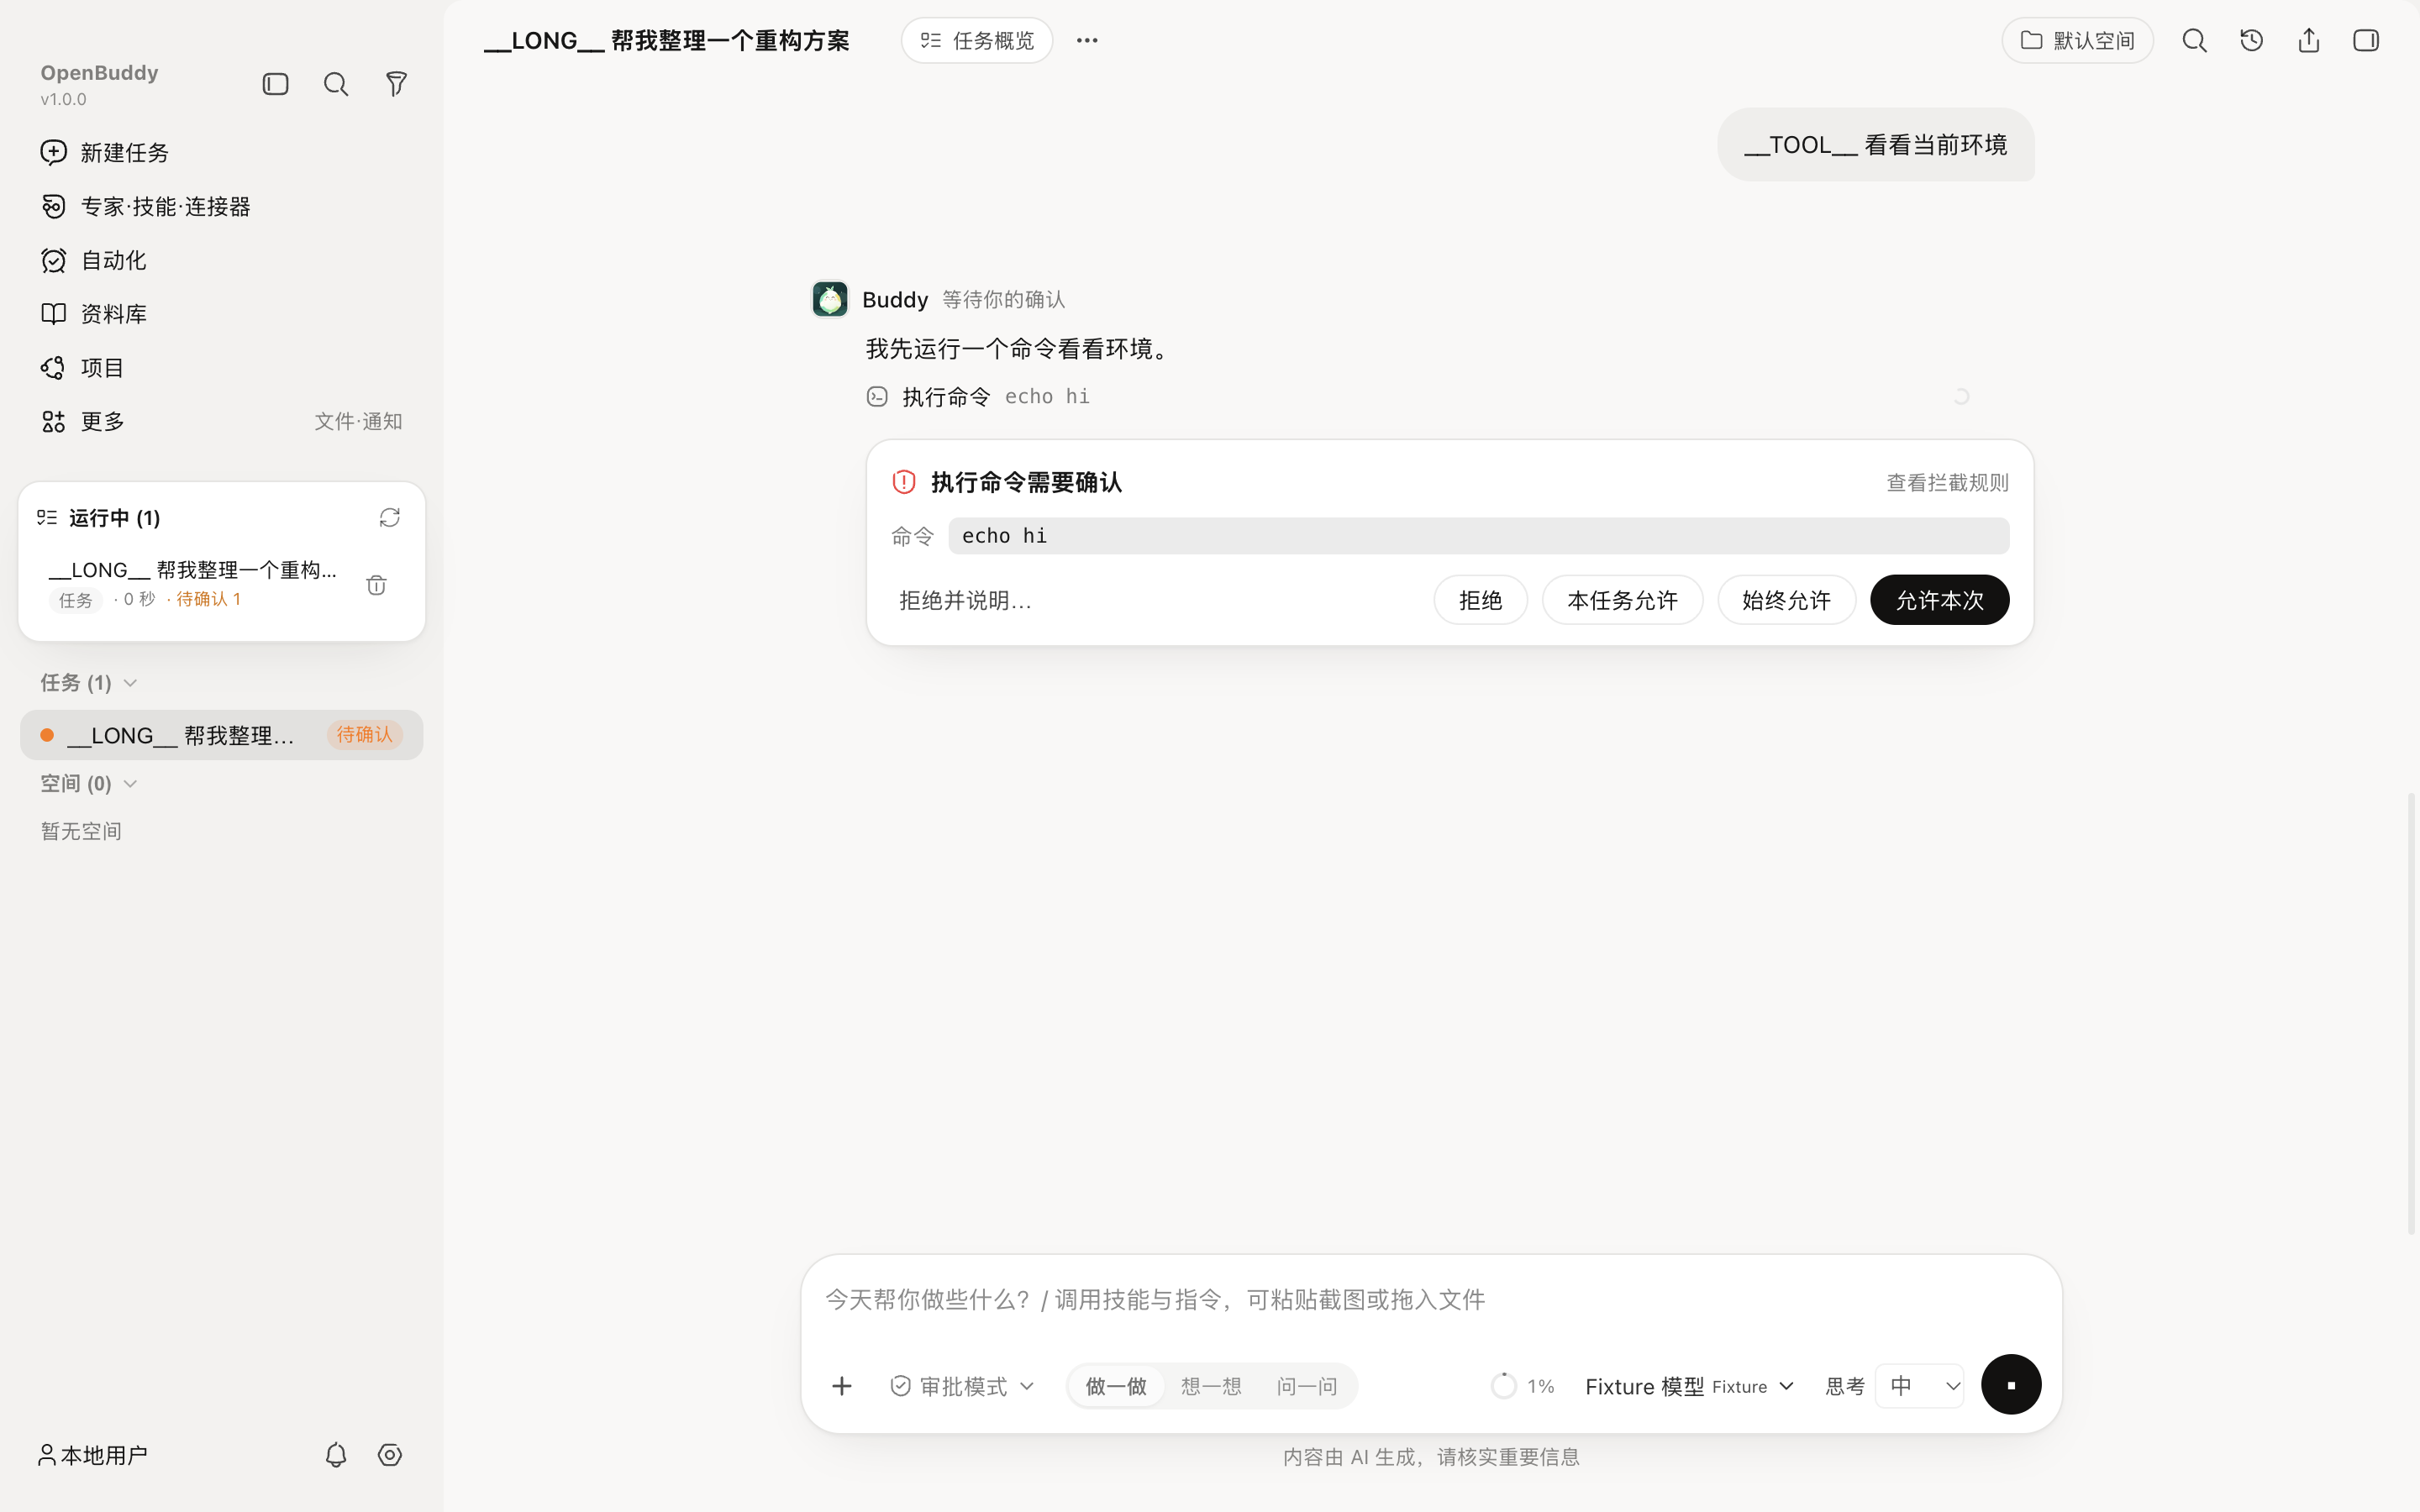 OpenBuddy
v1.0.0
新建任务
专家·技能·连接器
自动化
资料库
项目
更多 文件·通知
运行中 (1)
__LONG__ 帮我整理一个重构...
任务 · 0 秒 · 待确认 1
任务 (1)
__LONG__ 帮我整理... 待确认
空间 (0)
暂无空间
本地用户
__LONG__ 帮我整理一个重构方案 任务概览 默认空间
__TOOL__ 看看当前环境
Buddy 等待你的确认
我先运行一个命令看看环境。
执行命令 echo hi
执行命令需要确认 查看拦截规则
命令 echo hi
拒绝并说明... 拒绝 本任务允许 始终允许 允许本次
今天帮你做些什么？/ 调用技能与指令，可粘贴截图或拖入文件
审批模式 做一做 想一想 问一问 1% Fixture 模型 Fixture 思考 中
内容由 AI 生成，请核实重要信息